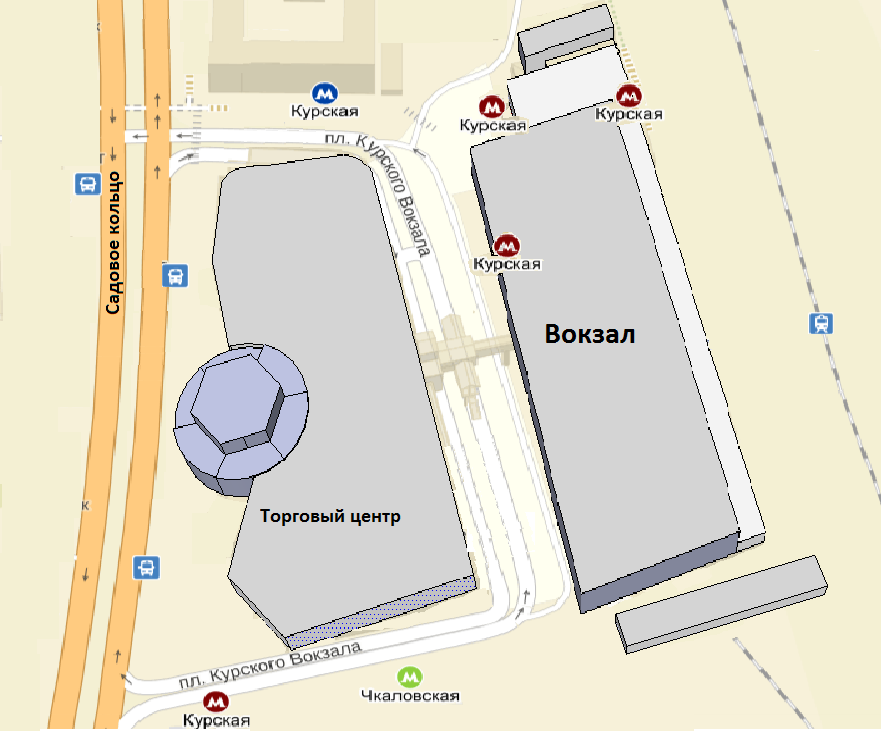 Курская
Курская
Курская
пл. Курского Вокзала
Садовое кольцо
Курская
Вокзал
Торговый центр
пл. Курского Вокзала
Чкаловская
Курская